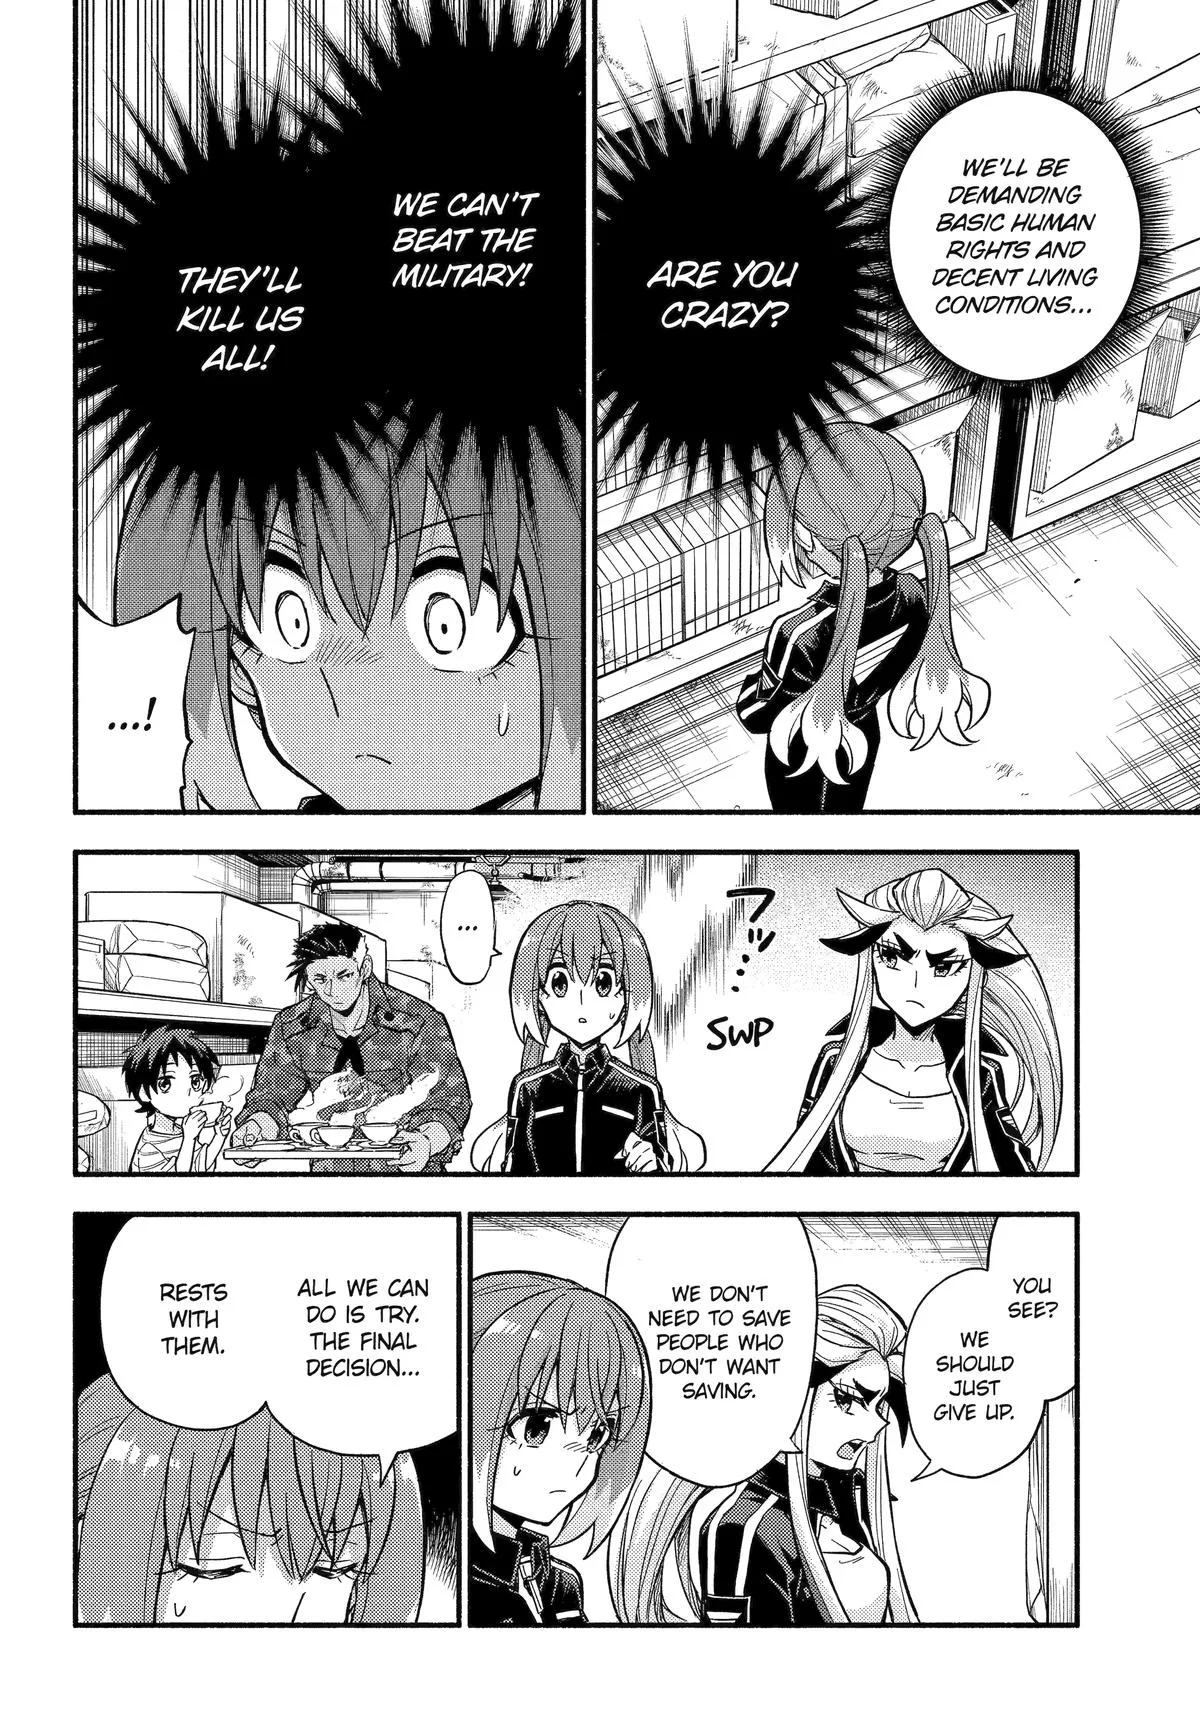 WE'LL BE
DEMANDING
BASIC HUMAN
RIGHTS AND
DECENT LIVING
CONDITIONS...
ARE YOU
CRAZY?
WE CAN'T
BEAT THE
MILITARY!
THEY'LL
KILL US
ALL!
...!
フッ
SWP
...
YOU
SEE?
WE
SHOULD
JUST
GIVE UP.
WE DON'T
NEED TO SAVE
PEOPLE WHO
DON'T WANT
SAVING.
ALL WE CAN
DO IS TRY.
THE FINAL
DECISION...
RESTS
WITH
THEM.